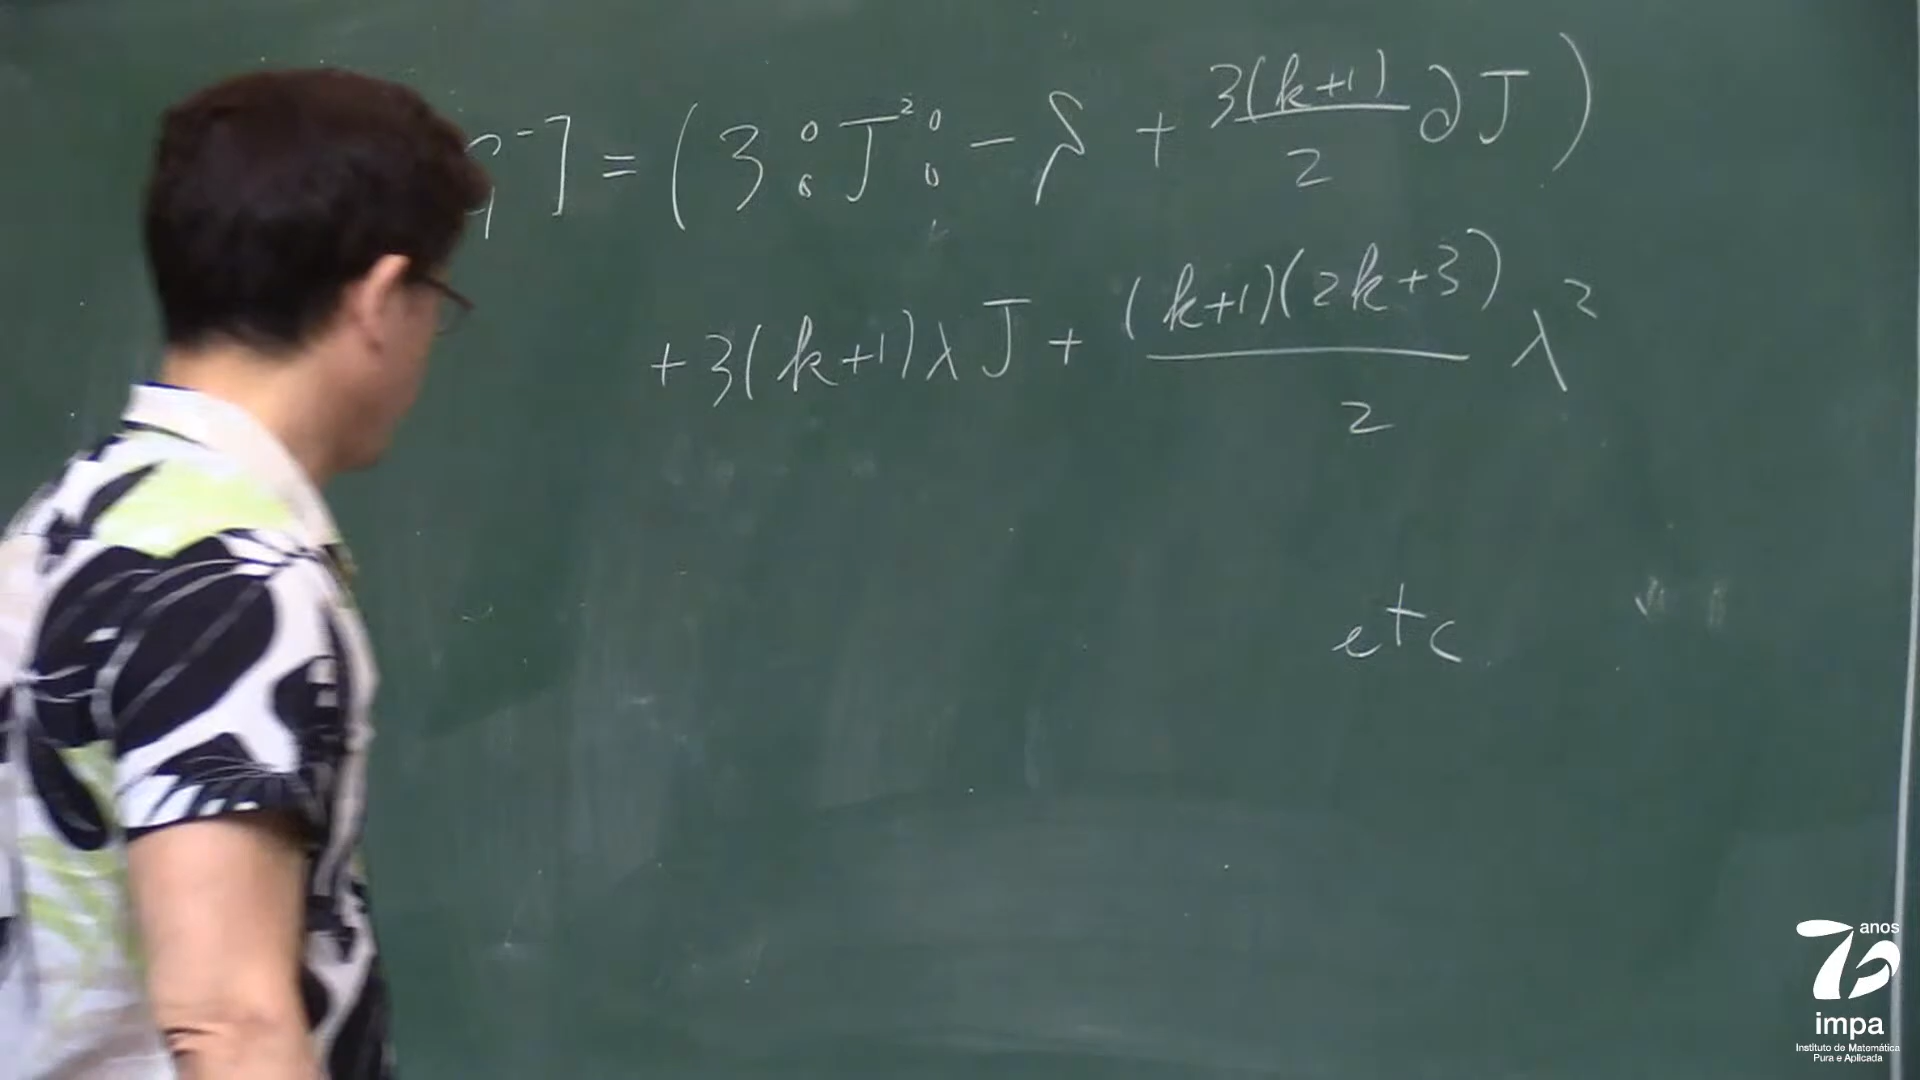 ⁻] = (3 : J² : − λ + 3(k+1)/2 ∂J)
+ 3(k+1)λJ + (k+1)(2k+3)/2 λ²
etc
70 anos
impa
Instituto de Matemática
Pura e Aplicada